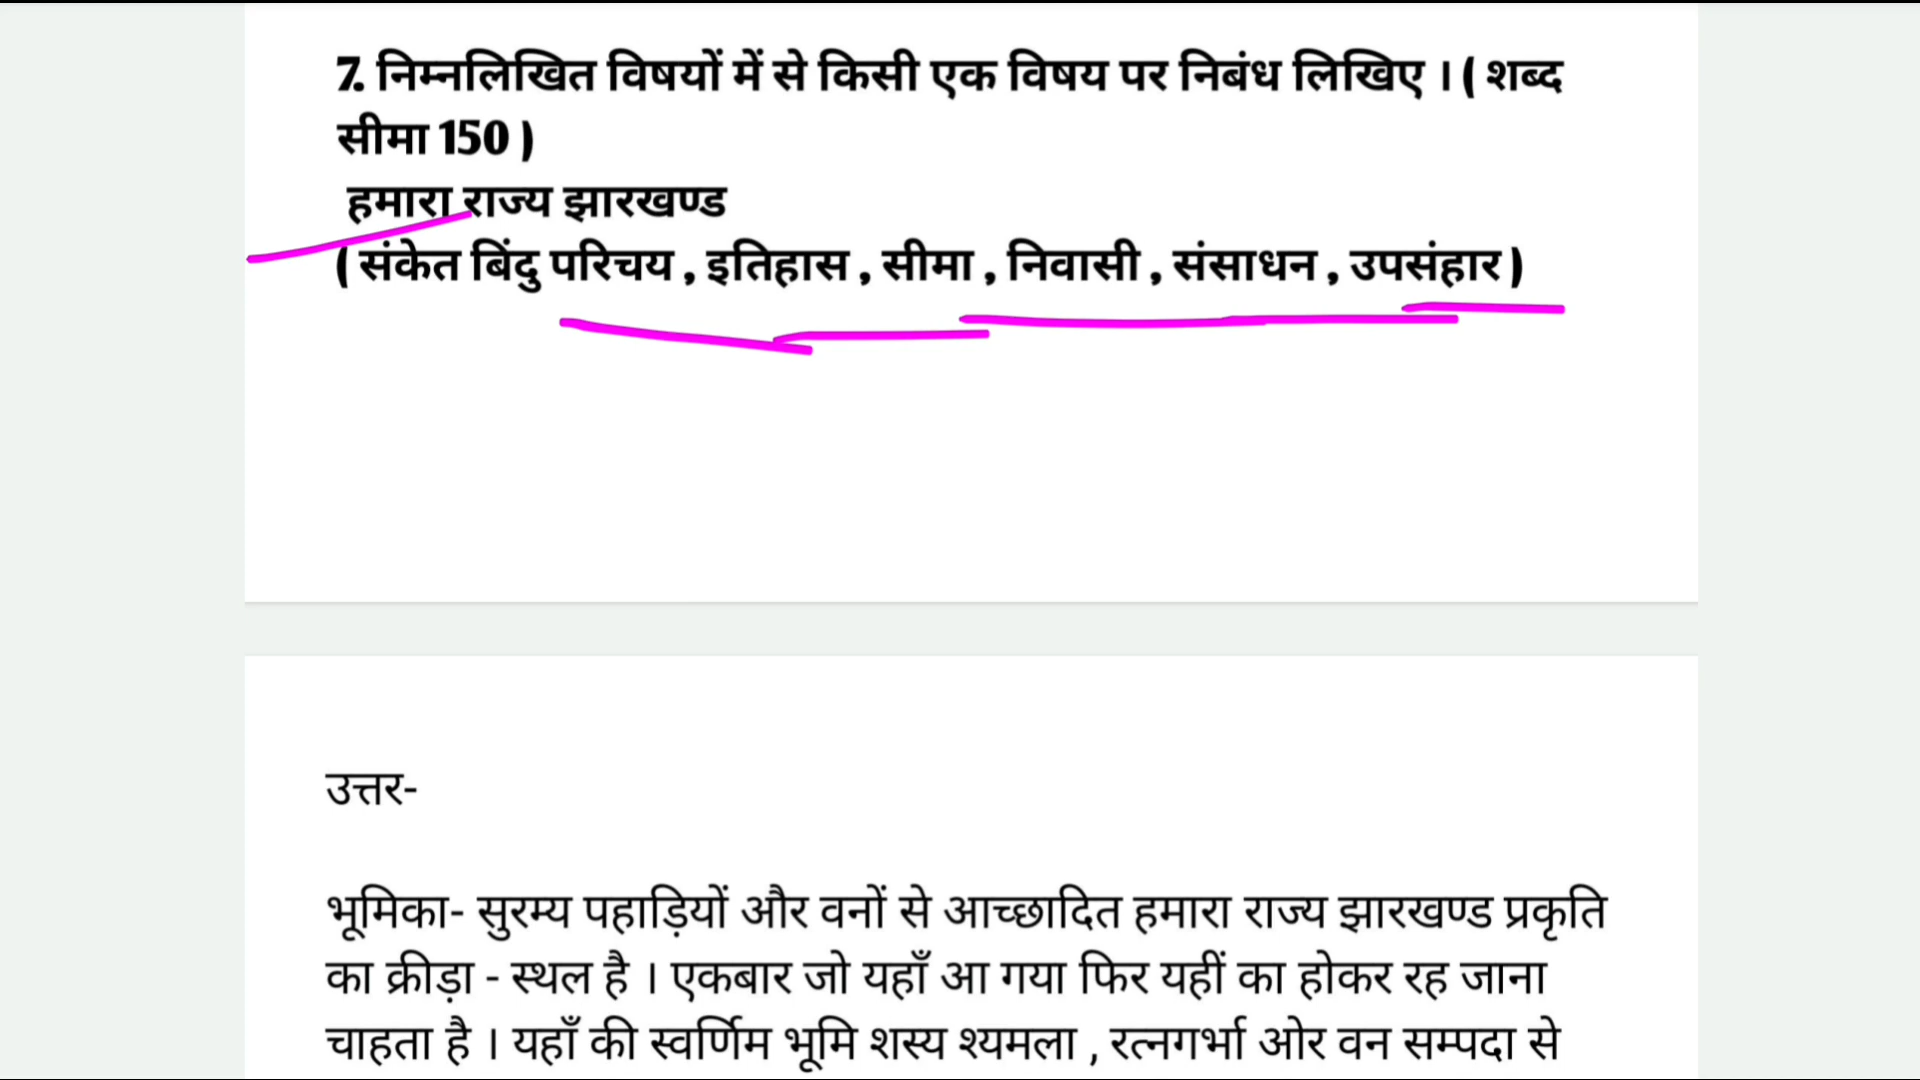 7. निम्नलिखित विषयों में से किसी एक विषय पर निबंध लिखिए । ( शब्द
सीमा 150 )
हमारा राज्य झारखण्ड
( संकेत बिंदु परिचय , इतिहास , सीमा , निवासी , संसाधन , उपसंहार )
उत्तर-
भूमिका- सुरम्य पहाड़ियों और वनों से आच्छादित हमारा राज्य झारखण्ड प्रकृति
का क्रीड़ा - स्थल है । एकबार जो यहाँ आ गया फिर यहीं का होकर रह जाना
चाहता है । यहाँ की स्वर्णिम भूमि शस्य श्यमला , रत्नगर्भा ओर वन सम्पदा से